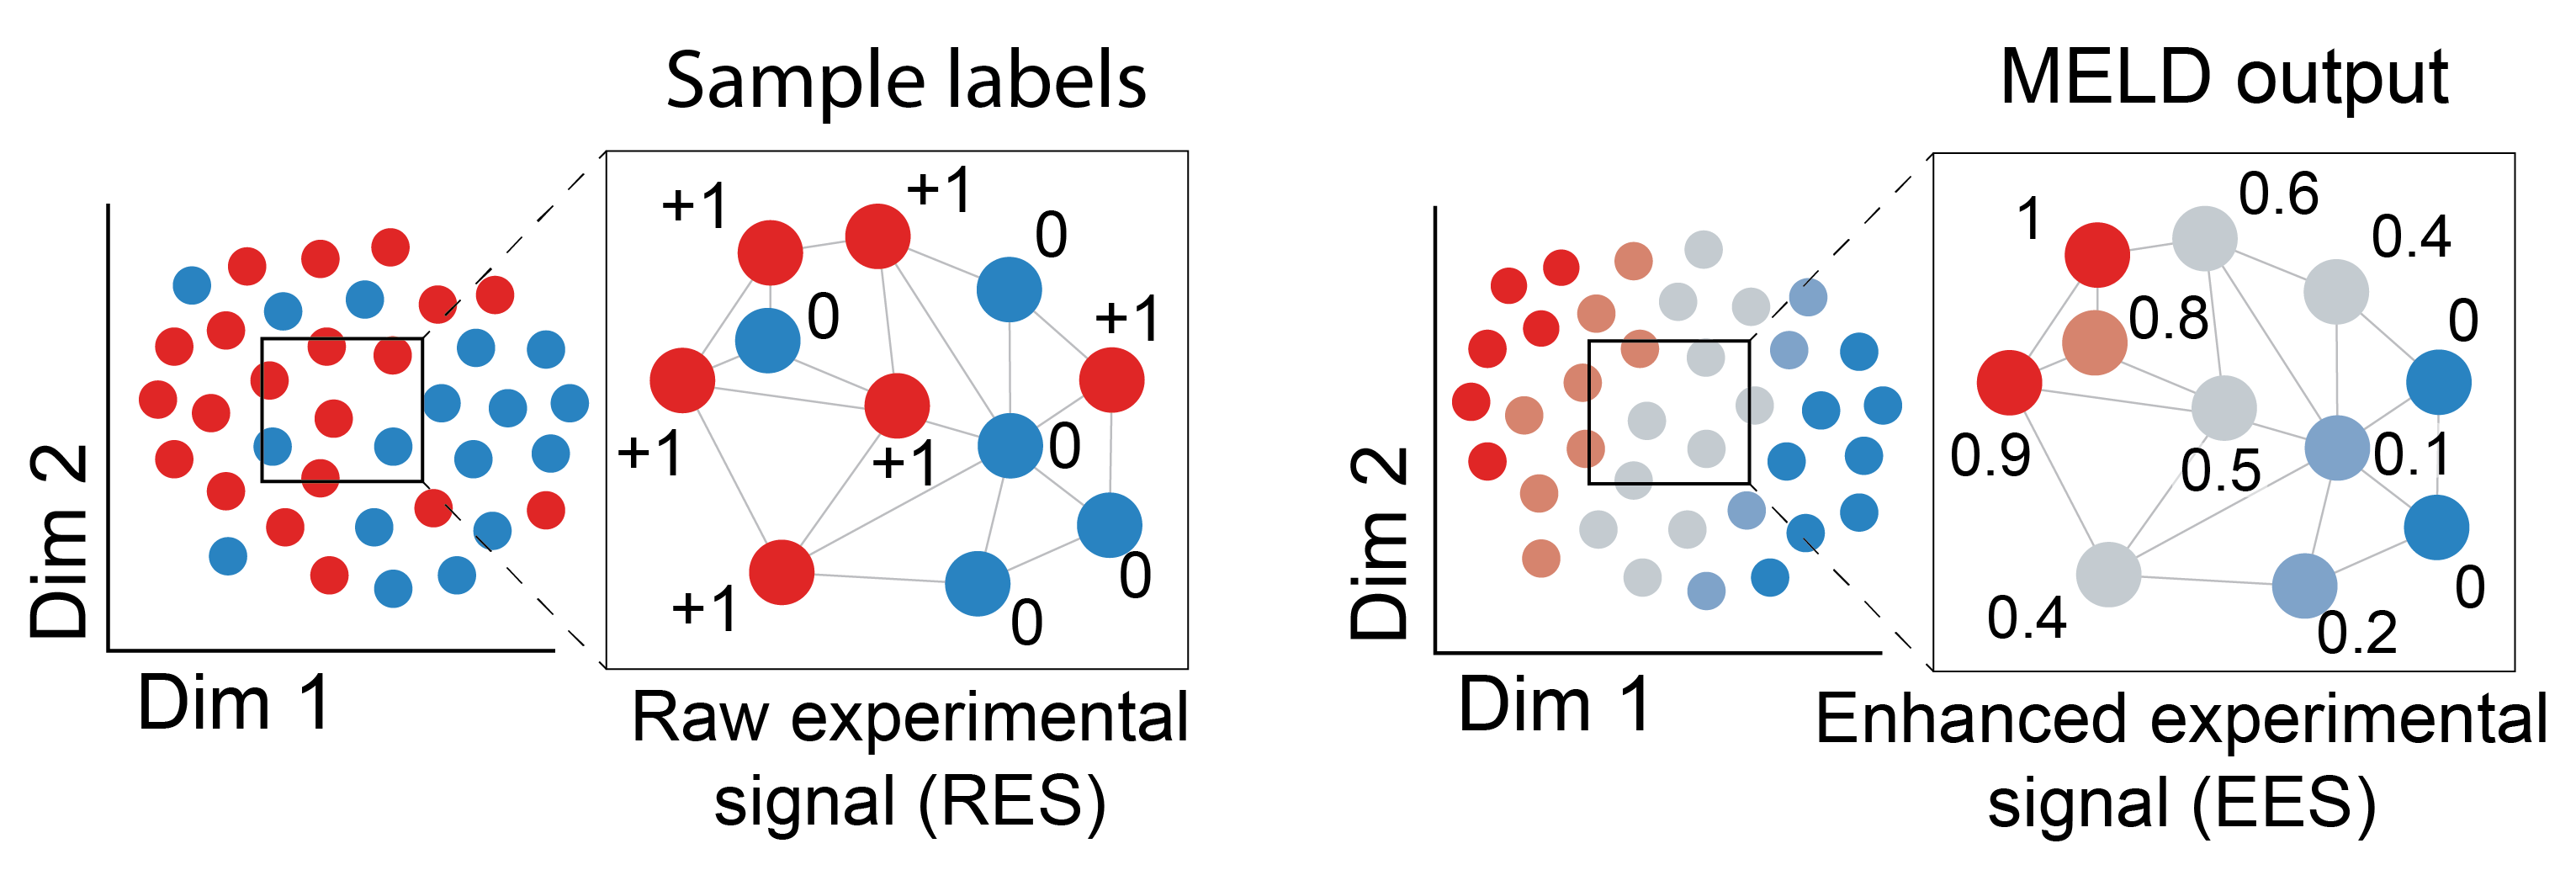 Sample labels
+1
+1
0
0
+1
+1
+1
0
+1
0
0
Dim 2
Dim 1
Raw experimental
signal (RES)
MELD output
1
0.6
0.4
0.8
0
0.9
0.5
0.1
0.4
0.2
0
Dim 2
Dim 1
Enhanced experimental
signal (EES)